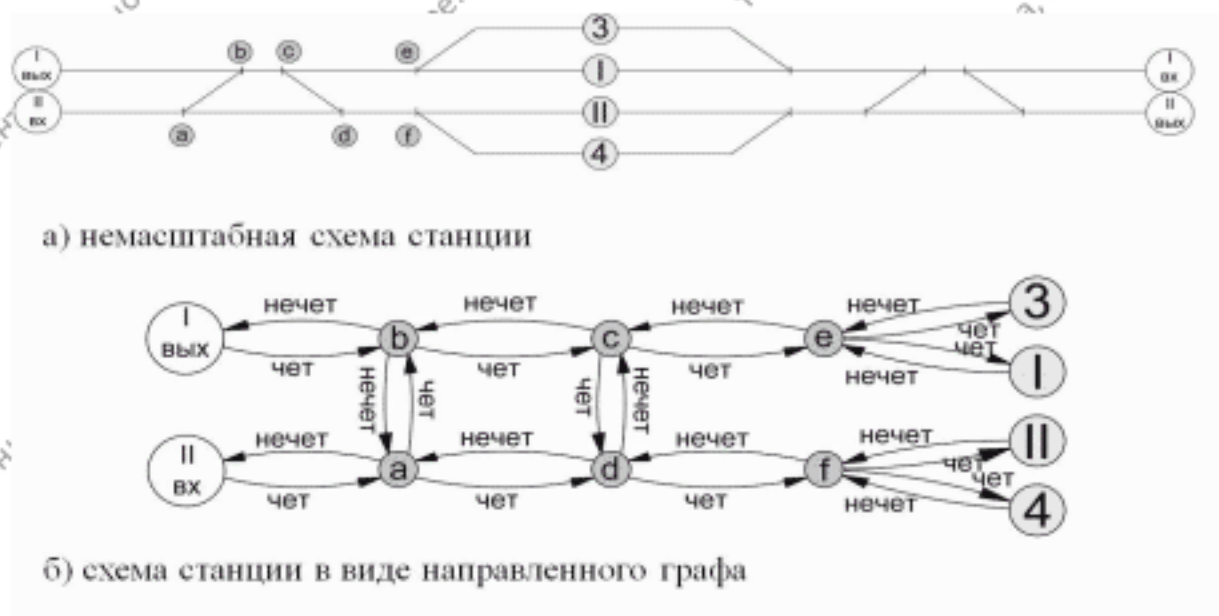 b c e 3
I вых I I вх
II вх II II вых
a d f 4
а) немасштабная схема станции
нечет нечет нечет нечет 3
I вых b c e чет
чет чет чет чет
нечет I
нечет чет чет нечет
нечет нечет нечет нечет II
II вх a d f чет
чет чет чет чет
нечет 4
б) схема станции в виде направленного графа